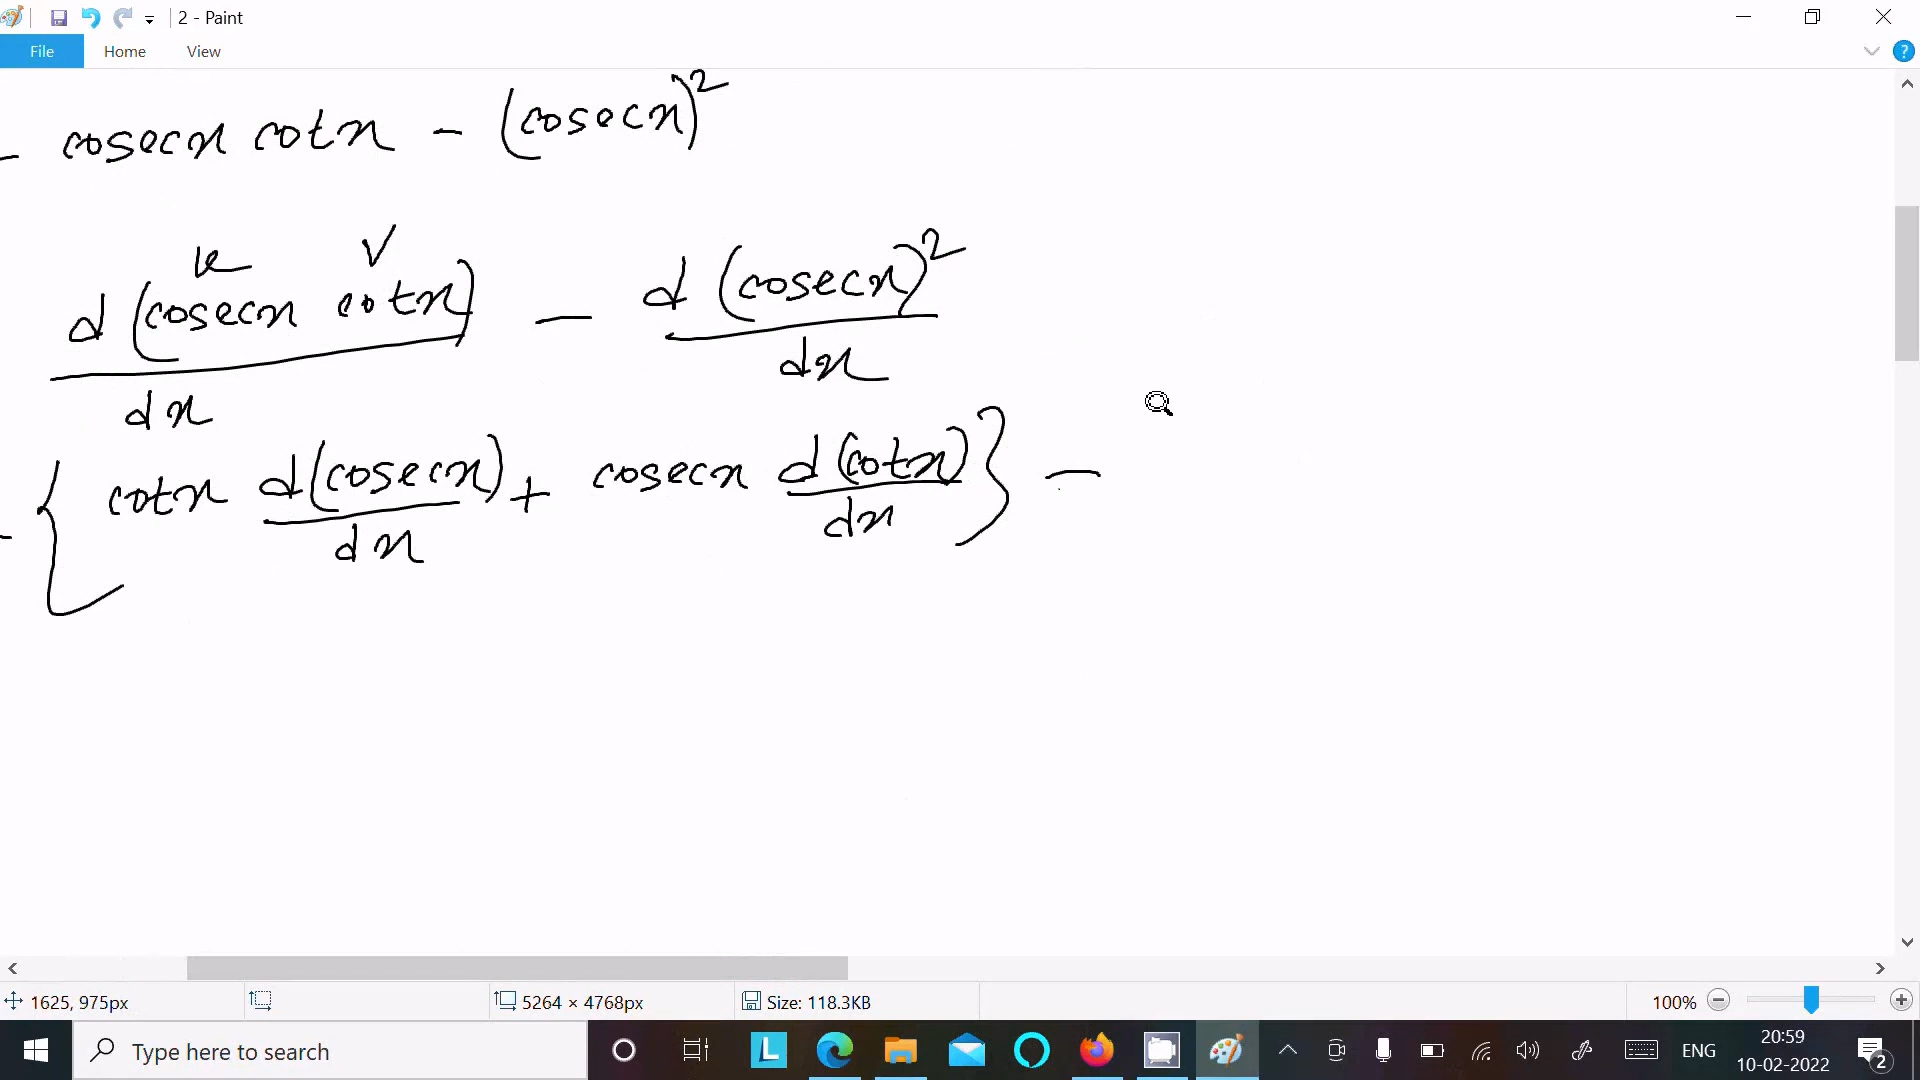 2 - Paint
File Home View
- cosecx cotx - (cosecx)²
u v
d (cosecx cotx) - d (cosecx)²
dx dx
- { cotx d(cosecx) + cosecx d(cotx) } -
dx dx
1625, 975px 5264 × 4768px Size: 118.3KB 100%
Type here to search L ENG 20:59
10-02-2022 2